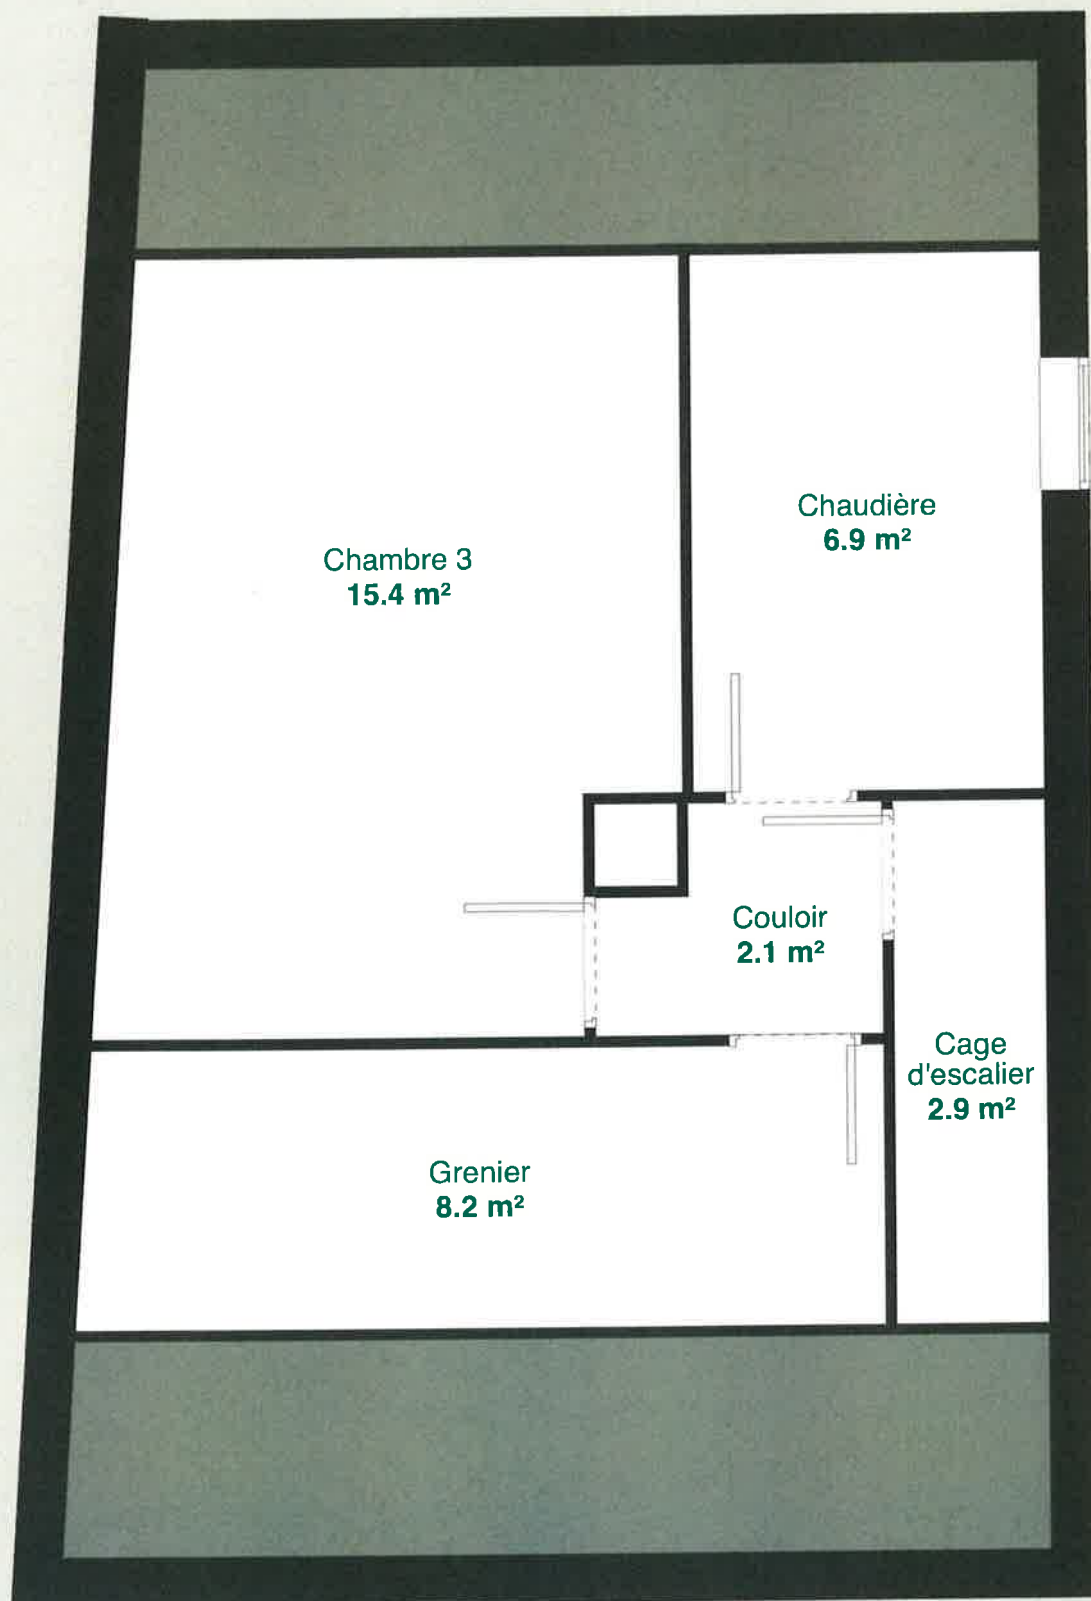 Chaudière
6.9 m²
Chambre 3
15.4 m²
Couloir
2.1 m²
Cage
d'escalier
2.9 m²
Grenier
8.2 m²